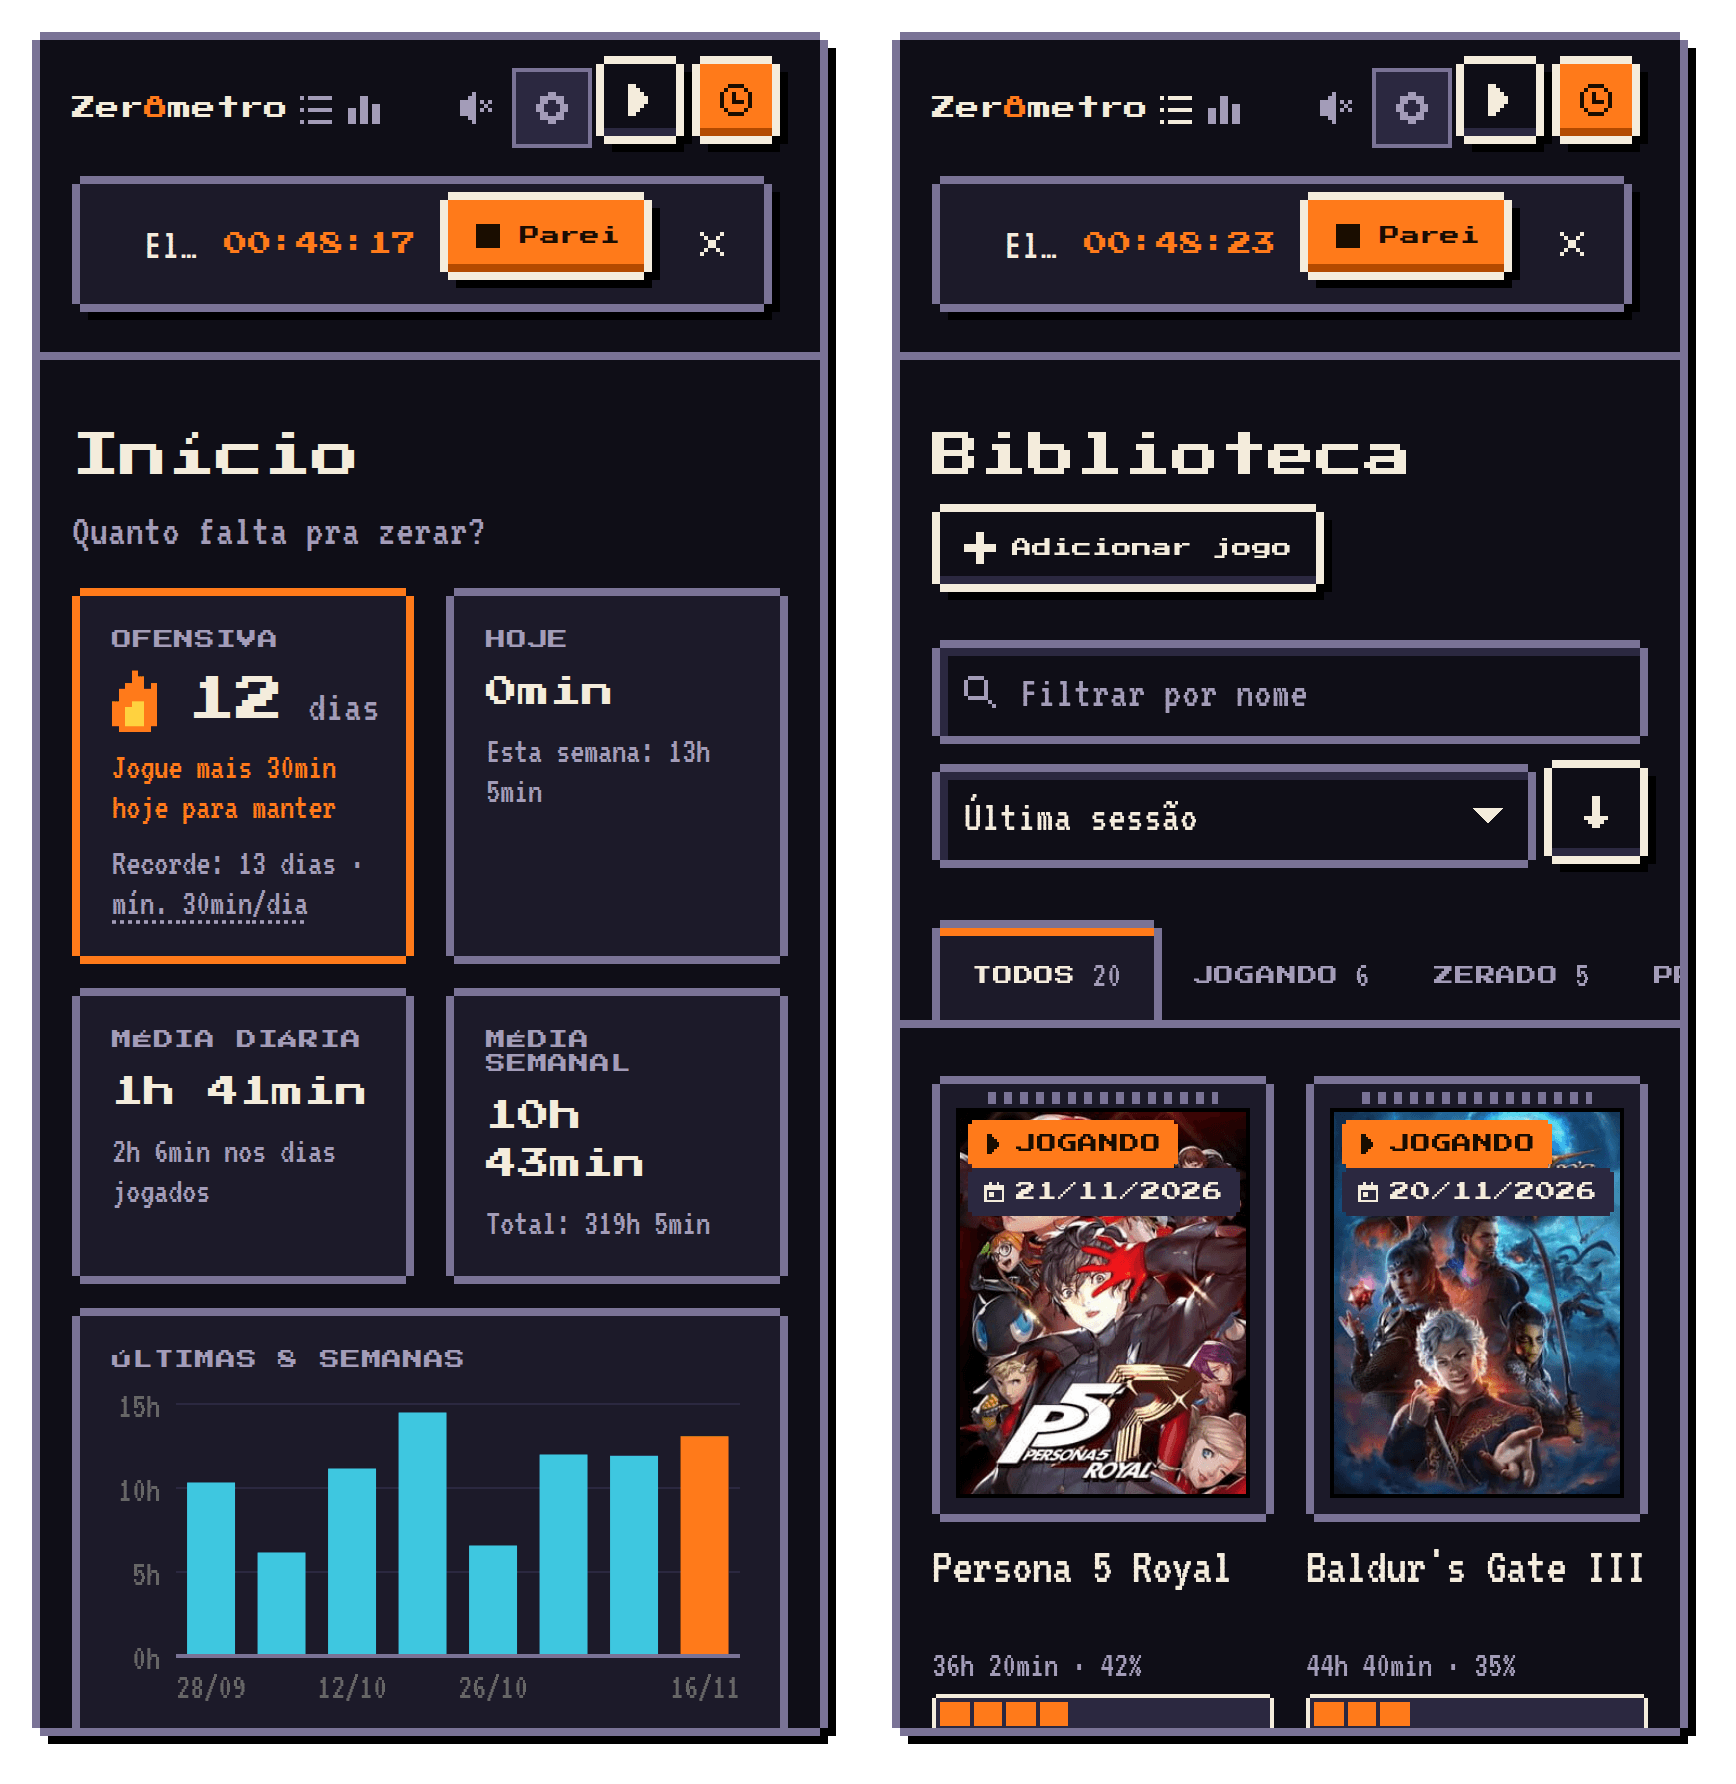 Zerômetro
El… 00:48:17 Parei
Início
Quanto falta pra zerar?
OFENSIVA
12 dias
Jogue mais 30min
hoje para manter
Recorde: 13 dias ·
mín. 30min/dia
HOJE
0min
Esta semana: 13h
5min
MÉDIA DIÁRIA
1h 41min
2h 6min nos dias
jogados
MÉDIA
SEMANAL
10h
43min
Total: 319h 5min
ÚLTIMAS 8 SEMANAS
15h
10h
5h
0h
28/09 12/10 26/10 16/11
Zerômetro
El… 00:48:23 Parei
Biblioteca
Adicionar jogo
Filtrar por nome
Última sessão
TODOS 20 JOGANDO 6 ZERADO 5
JOGANDO
21/11/2026
P5R
PERSONA5
ROYAL
Persona 5 Royal
36h 20min · 42%
JOGANDO
20/11/2026
Baldur's Gate III
44h 40min · 35%